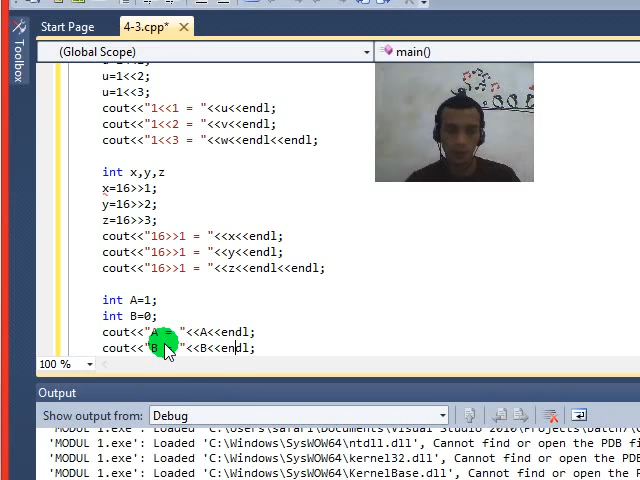 Start Page 4-3.cpp* ×
(Global Scope) main()
Toolbox
u=1<<2;
u=1<<3;
cout<<"1<<1 = "<<u<<endl;
cout<<"1<<2 = "<<v<<endl;
cout<<"1<<3 = "<<w<<endl<<endl;
int x,y,z
x=16>>1;
y=16>>2;
z=16>>3;
cout<<"16>>1 = "<<x<<endl;
cout<<"16>>1 = "<<y<<endl;
cout<<"16>>1 = "<<z<<endl<<endl;
int A=1;
int B=0;
cout<<"A = "<<A<<endl;
cout<<"B = "<<B<<endl;
100 %
Output
Show output from: Debug
'MODUL 1.exe': Loaded 'C:\Windows\SysWOW64\ntdll.dll', Cannot find or open the PDB fi
'MODUL 1.exe': Loaded 'C:\Windows\SysWOW64\kernel32.dll', Cannot find or open the PDB
'MODUL 1.exe': Loaded 'C:\Windows\SysWOW64\KernelBase.dll', Cannot find or open the P